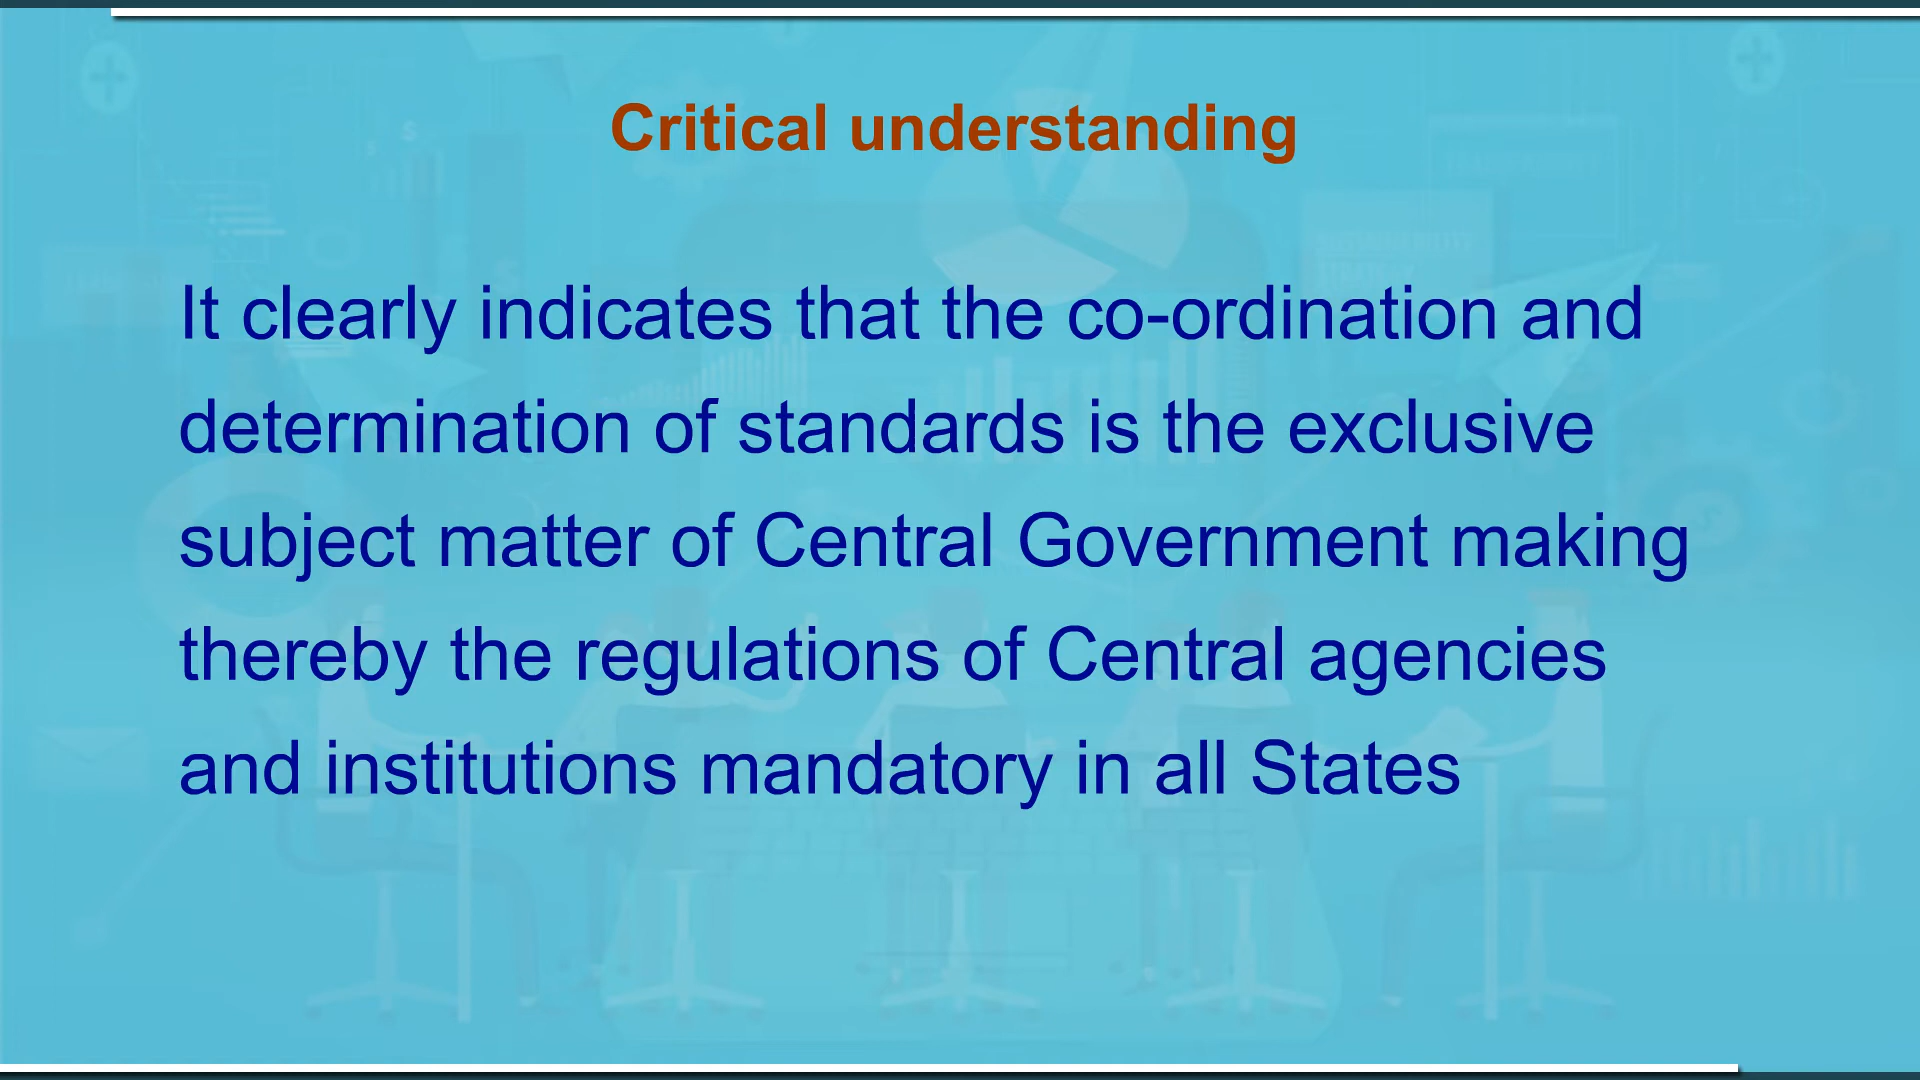 Critical understanding
It clearly indicates that the co-ordination and
determination of standards is the exclusive
subject matter of Central Government making
thereby the regulations of Central agencies
and institutions mandatory in all States